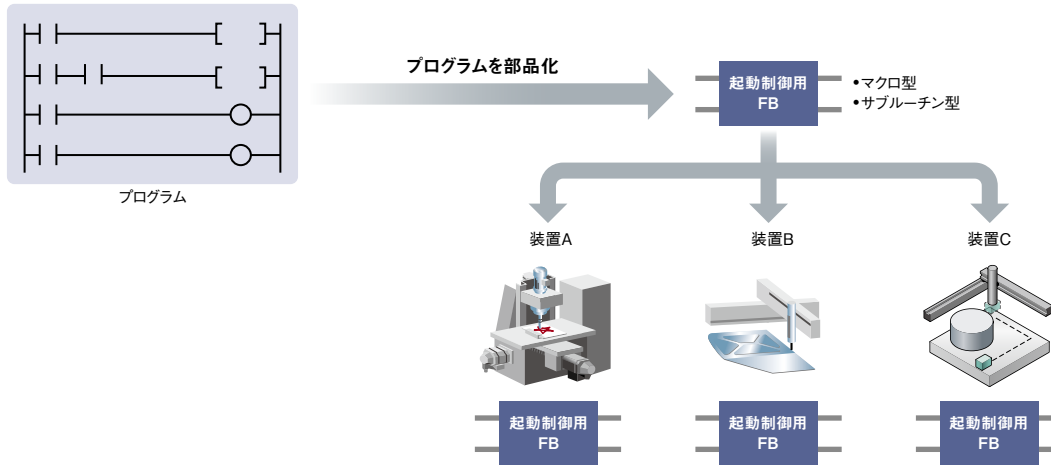 プログラム
プログラムを部品化
起動制御用
FB
•マクロ型
•サブルーチン型
装置A
装置B
装置C
起動制御用
FB
起動制御用
FB
起動制御用
FB